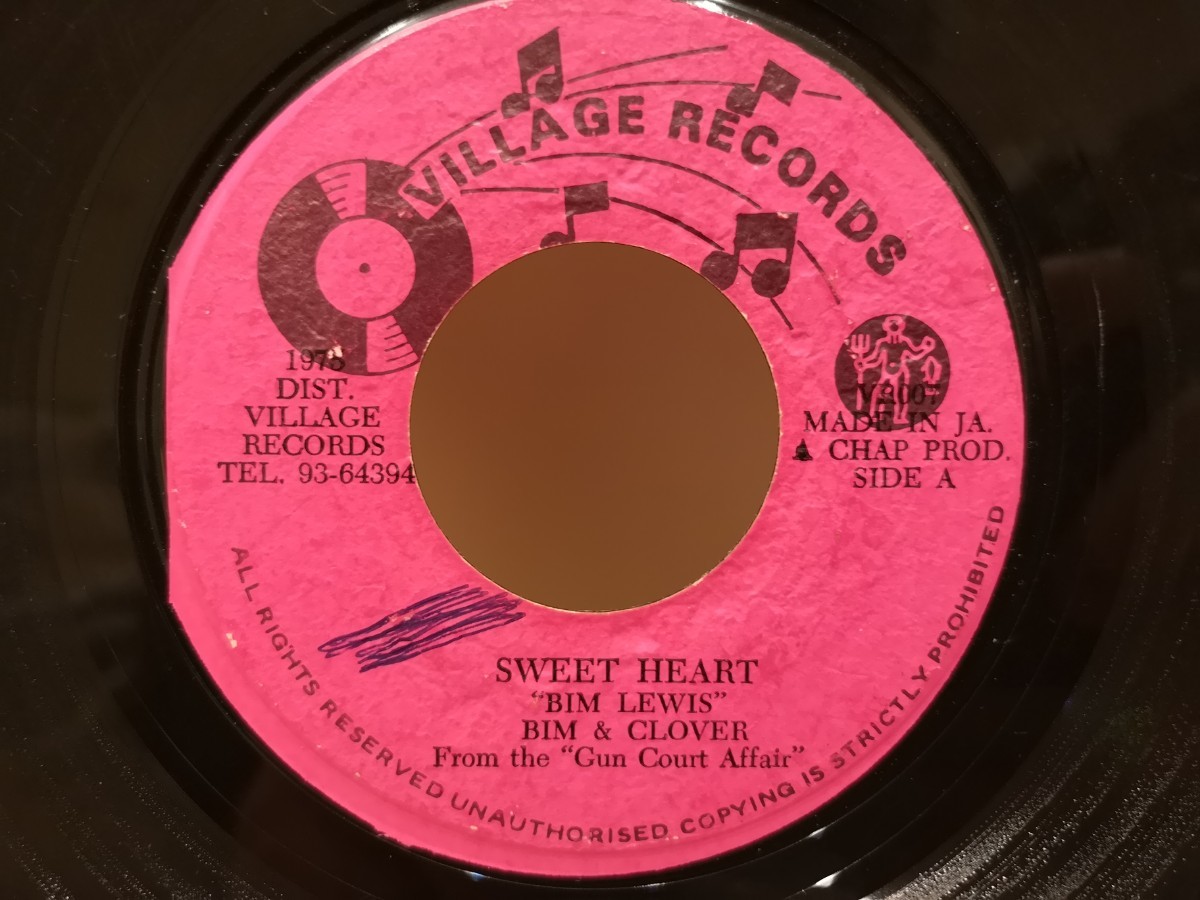 VILLAGE RECORDS
DIST.
VILLAGE
RECORDS
TEL. 93-64394
MADE IN JA.
CHAP PROD.
SIDE A
SWEET HEART
"BIM LEWIS"
BIM & CLOVER
From the "Gun Court Affair"
ALL RIGHTS RESERVED UNAUTHORISED COPYING IS STRICTLY PROHIBITED